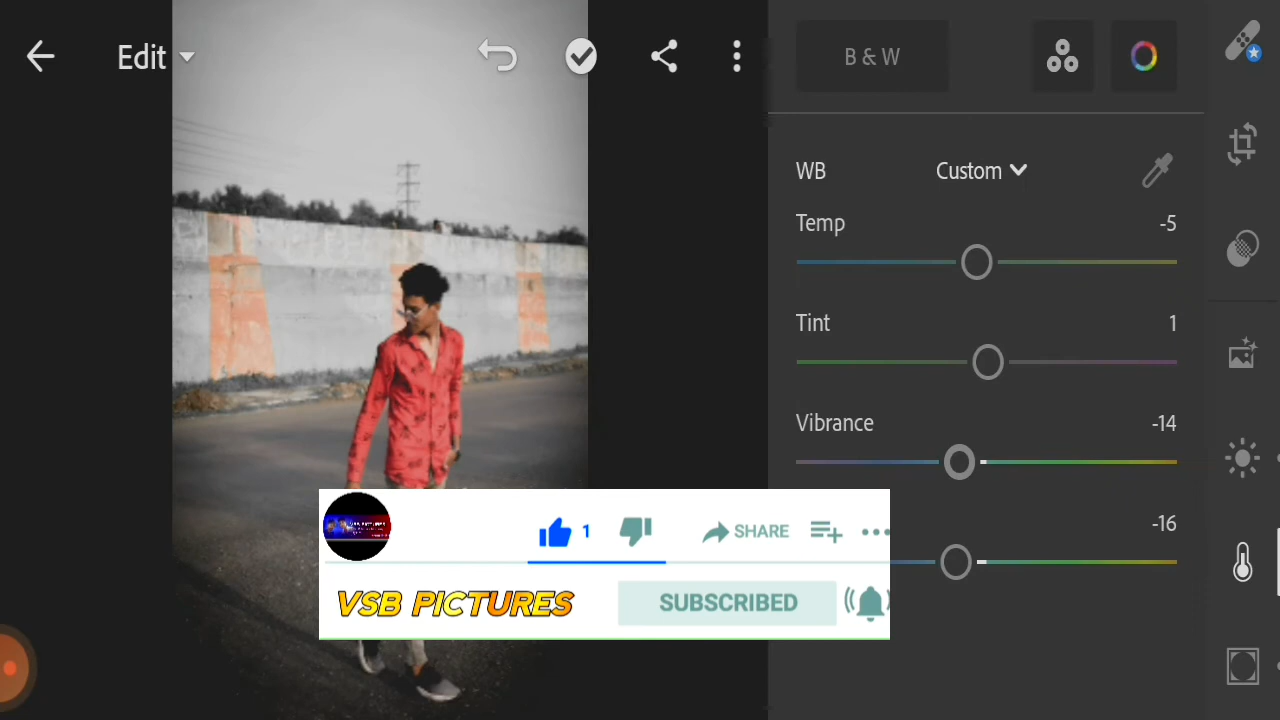 Edit
B & W
WB Custom
Temp -5
Tint 1
Vibrance -14
-16
1 SHARE
VSB PICTURES SUBSCRIBED